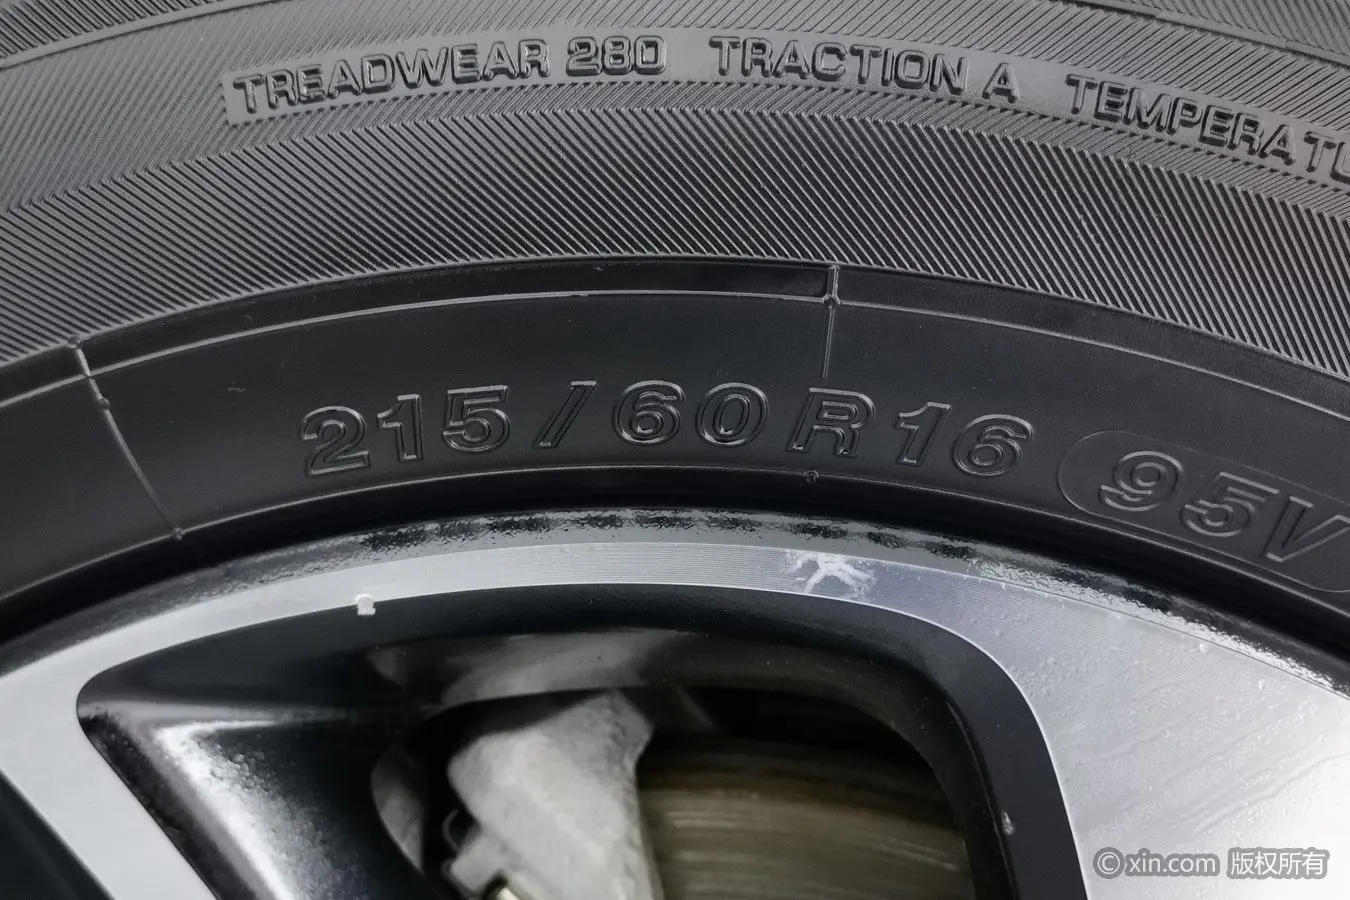 TREADWEAR 280 TRACTION A TEMPERATU
215/60R16 95V
© xin.com 版权所有